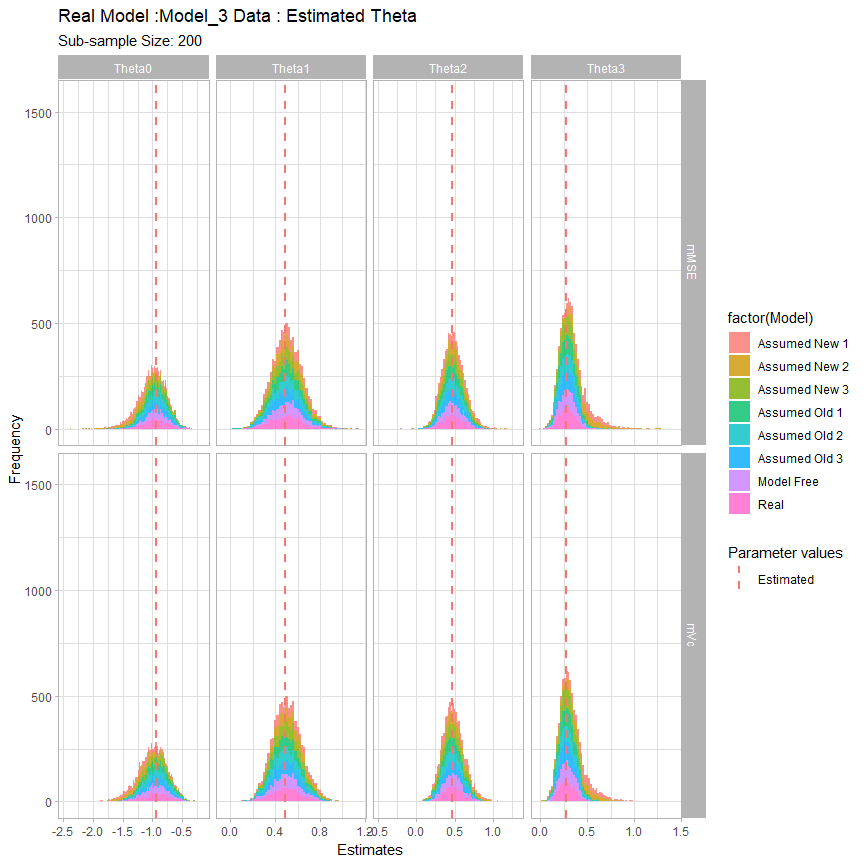 Real Model :Model_3 Data : Estimated Theta
Sub-sample Size: 200
Theta0 Theta1 Theta2 Theta3
1500
1000
500
0
mMSE
1500
1000
500
0
mVc
Frequency
-2.5 -2.0 -1.5 -1.0 -0.5 0.0 0.4 0.8 1.2 -0.5 0.0 0.5 1.0 0.0 0.5 1.0 1.5
Estimates
factor(Model)
Assumed New 1
Assumed New 2
Assumed New 3
Assumed Old 1
Assumed Old 2
Assumed Old 3
Model Free
Real
Parameter values
Estimated